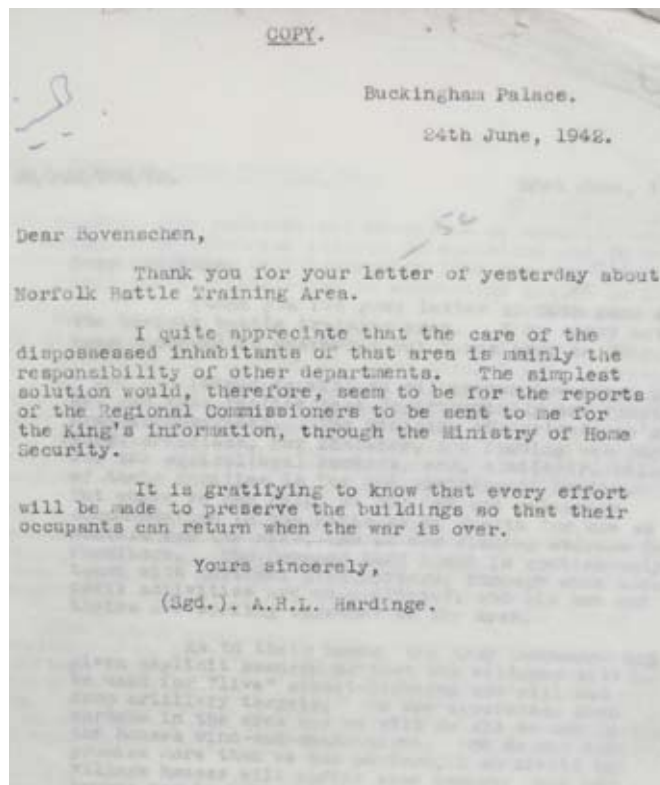 COPY.
Buckingham Palace.
24th June, 1942.
50
Dear Bovenschen,
Thank you for your letter of yesterday about
Norfolk Battle Training Area.
I quite appreciate that the care of the
dispossessed inhabitants of that area is mainly the
responsibility of other departments. The simplest
solution would, therefore, seem to be for the reports
of the Regional Commissioners to be sent to me for
the King's information, through the Ministry of Home
Security.
It is gratifying to know that every effort
will be made to preserve the buildings so that their
occupants can return when the war is over.
Yours sincerely,
(Sgd.). A.H.L. Hardinge.